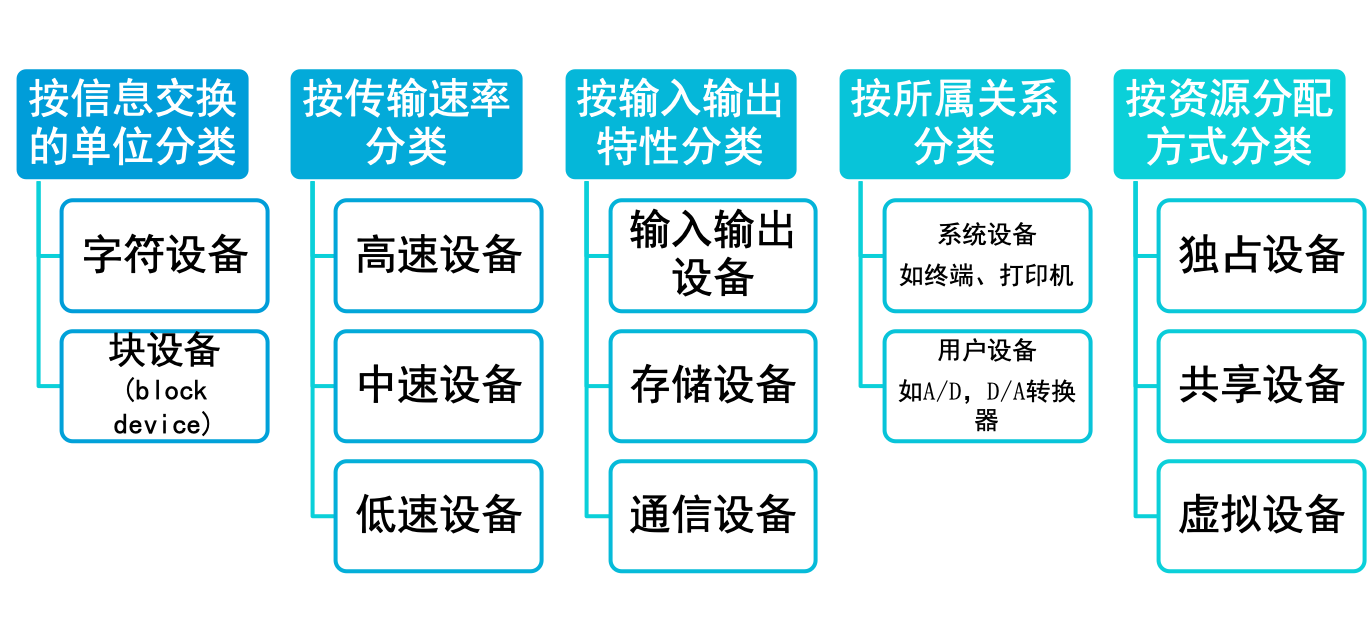 按信息交换
的单位分类
字符设备
块设备
(block
device)
按传输速率
分类
高速设备
中速设备
低速设备
按输入输出
特性分类
输入输出
设备
存储设备
通信设备
按所属关系
分类
系统设备
如终端、打印机
用户设备
如A/D，D/A转换
器
按资源分配
方式分类
独占设备
共享设备
虚拟设备